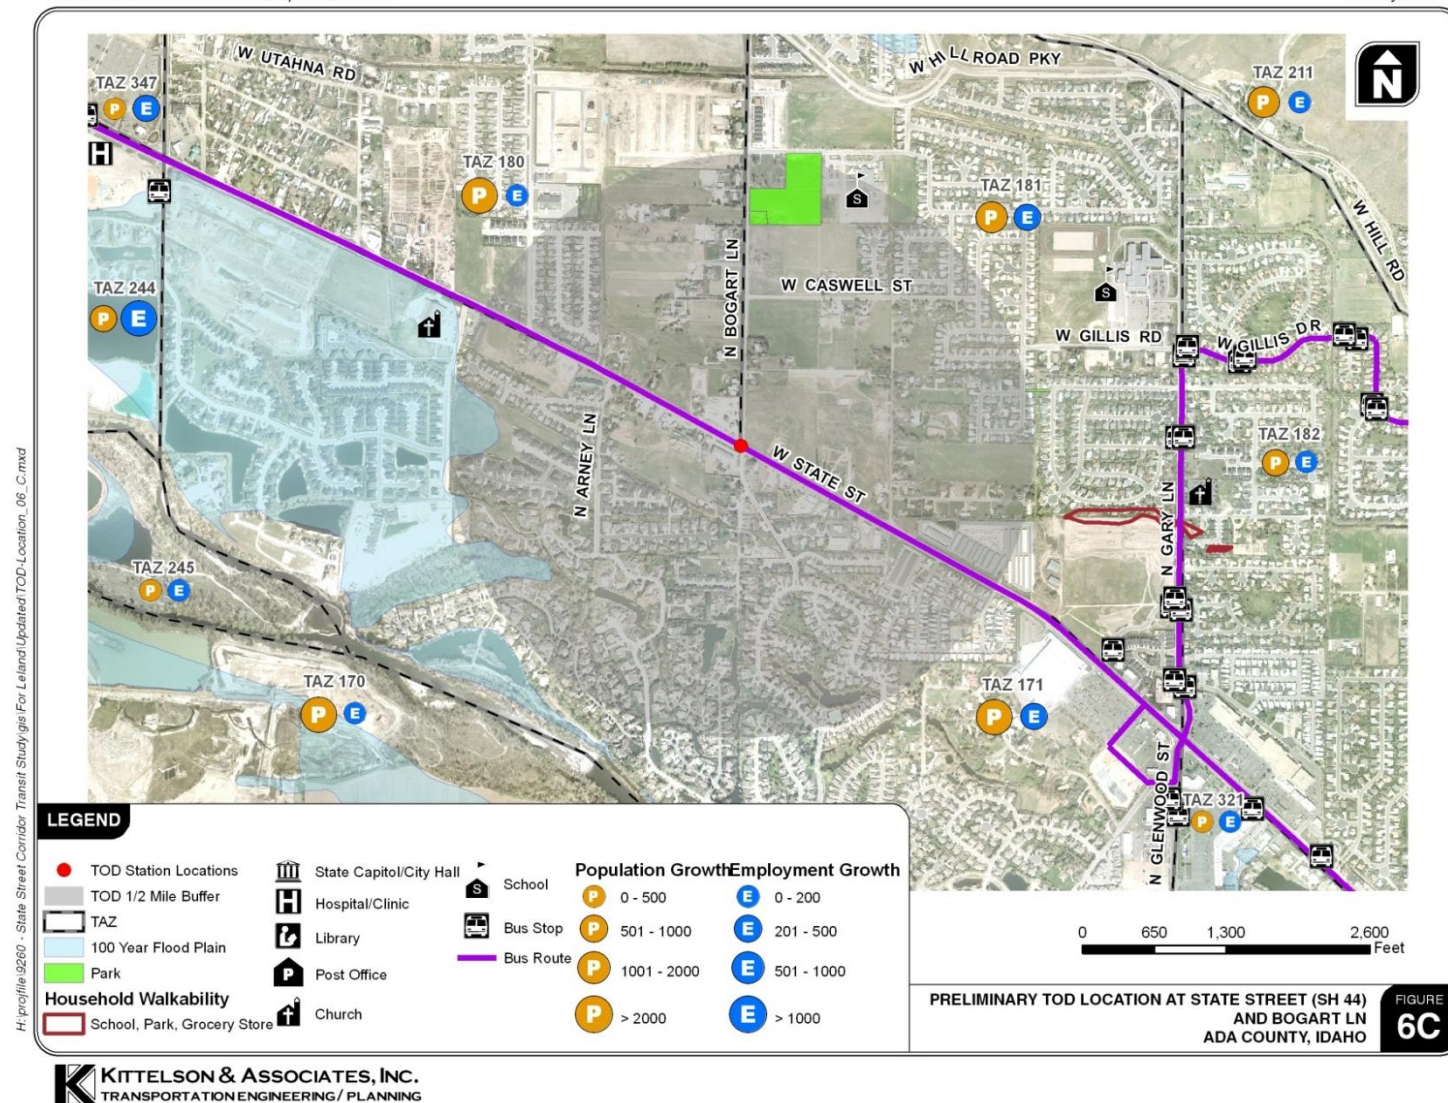 W UTAHNA RD
W HILL ROAD PKY
TAZ 211
P E
TAZ 347
P E
N
H
TAZ 180
P E
S
TAZ 181
P E
W HILL RD
N BOGART LN
W CASWELL ST
S
TAZ 244
P E
W GILLIS RD
W GILLIS DR
N ARNEY LN
W STATE ST
TAZ 182
P E
N GARY LN
TAZ 245
P E
TAZ 170
P E
TAZ 171
P E
N GLENWOOD ST
TAZ 321
P E
H:\projfile\9260 - State Street Corridor Transit Study\gis\For Leland\Updated\TOD-Location_06_C.mxd
LEGEND
TOD Station Locations
TOD 1/2 Mile Buffer
TAZ
100 Year Flood Plain
Park
Household Walkability
School, Park, Grocery Store
State Capitol/City Hall
H Hospital/Clinic
Library
P Post Office
Church
S School
Bus Stop
Bus Route
Population Growth
P 0 - 500
P 501 - 1000
P 1001 - 2000
P > 2000
Employment Growth
E 0 - 200
E 201 - 500
E 501 - 1000
E > 1000
0 650 1,300 2,600
Feet
PRELIMINARY TOD LOCATION AT STATE STREET (SH 44)
AND BOGART LN
ADA COUNTY, IDAHO
FIGURE
6C
K KITTELSON & ASSOCIATES, INC.
TRANSPORTATION ENGINEERING / PLANNING